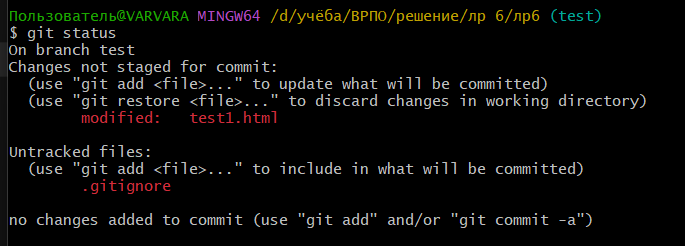 Пользователь@VARVARA MINGW64 /d/учёба/ВРПО/решение/лр 6/лр6 (test)
$ git status
On branch test
Changes not staged for commit:
  (use "git add <file>..." to update what will be committed)
  (use "git restore <file>..." to discard changes in working directory)
        modified:   test1.html

Untracked files:
  (use "git add <file>..." to include in what will be committed)
        .gitignore

no changes added to commit (use "git add" and/or "git commit -a")